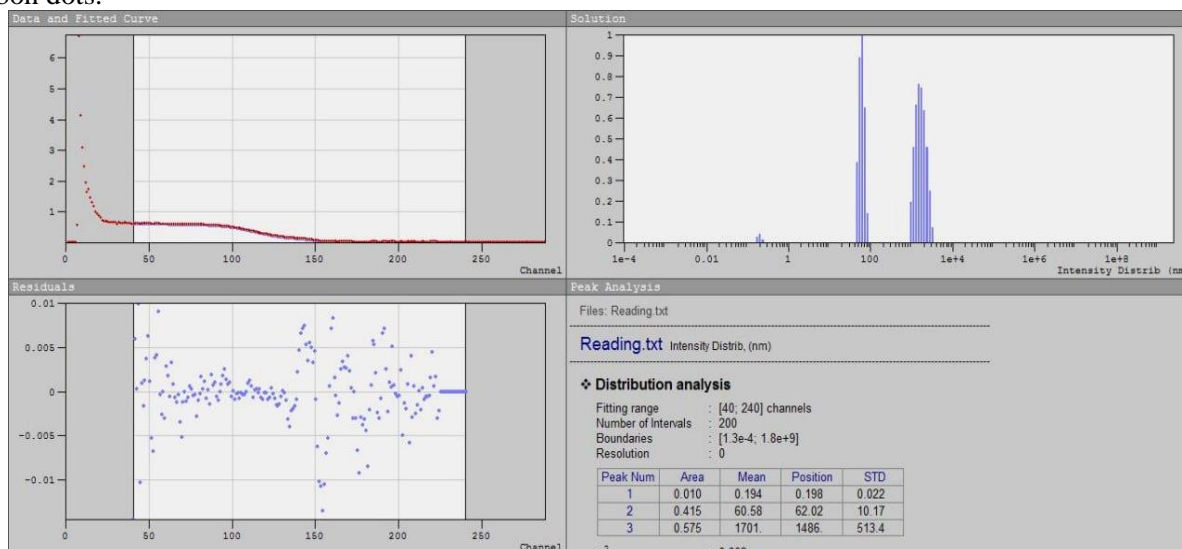 bon dots.
Data and Fitted Curve
6
5
4
3
2
1
0 50 100 150 200 250
Channel
Solution
1
0.9
0.8
0.7
0.6
0.5
0.4
0.3
0.2
0.1
0
1e-4 0.01 1 100 1e+4 1e+6 1e+8
Intensity Distrib (nm
Residuals
0.01
0.005
0
-0.005
-0.01
0 50 100 150 200 250
Channel
Peak Analysis
Files: Reading.txt
Reading.txt Intensity Distrib, (nm)
❖ Distribution analysis
Fitting range : [40; 240] channels
Number of Intervals : 200
Boundaries : [1.3e-4; 1.8e+9]
Resolution : 0
Peak Num Area Mean Position STD
1 0.010 0.194 0.198 0.022
2 0.415 60.58 62.02 10.17
3 0.575 1701. 1486. 513.4